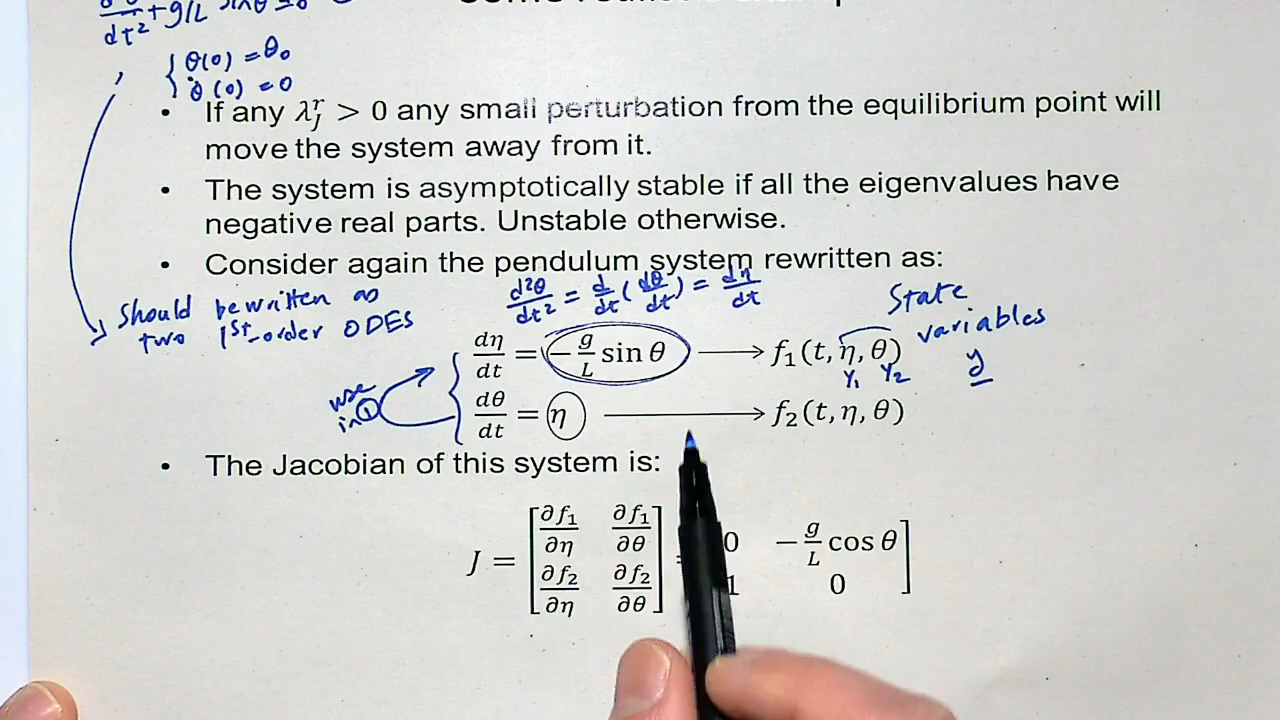 dt² + g/L sinθ = 0
θ(0) = θ₀
θ̇(0) = 0
• If any λⱼʳ > 0 any small perturbation from the equilibrium point will
move the system away from it.
• The system is asymptotically stable if all the eigenvalues have
negative real parts. Unstable otherwise.
• Consider again the pendulum system rewritten as:
Should be written as
two 1st-order ODES
d²θ/dt² = d/dt (dθ/dt) = dη/dt
State
variables
y
dη/dt = −g/L sin θ → f₁(t, η, θ)
Y₁ Y₂
use
in ①
dθ/dt = η → f₂(t, η, θ)
• The Jacobian of this system is:
J = [∂f₁/∂η ∂f₁/∂θ
∂f₂/∂η ∂f₂/∂θ] = [0 −g/L cos θ
1 0]